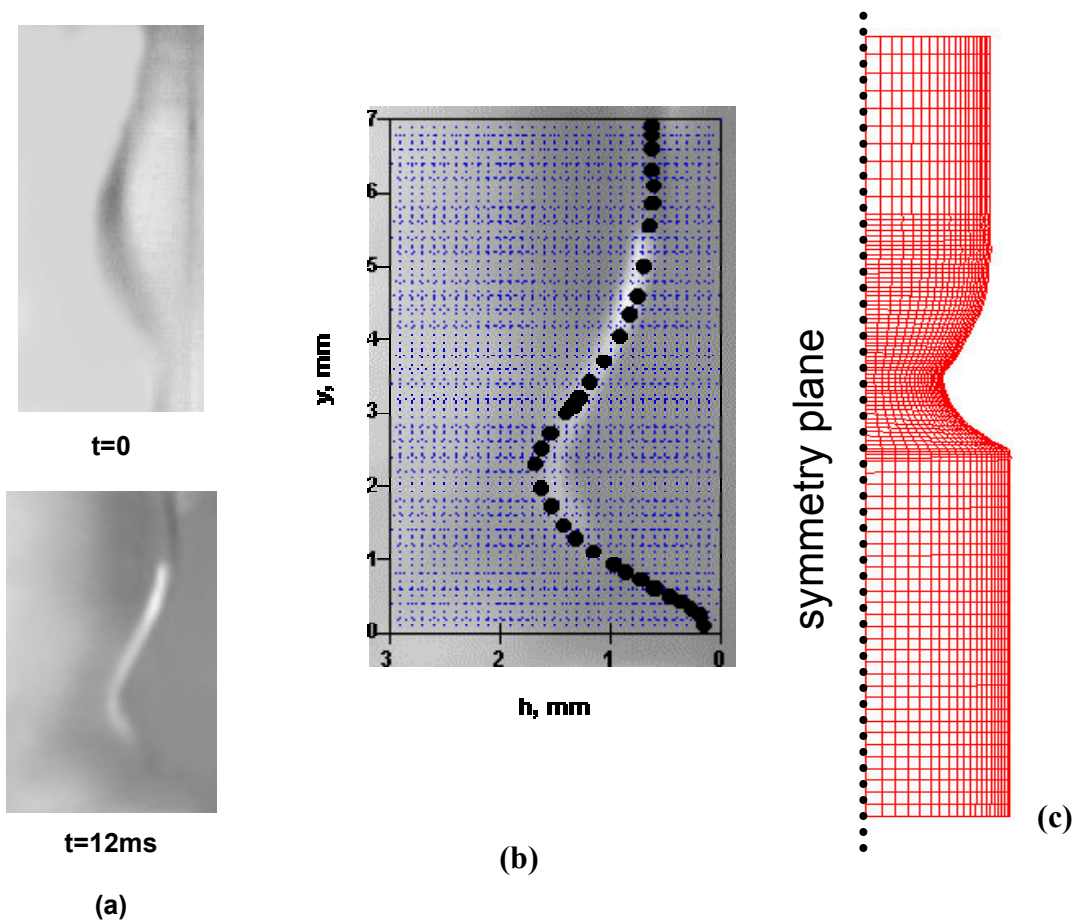 t=0
t=12ms
(a)
7
6
5
4
3
2
1
0
y, mm
3 2 1 0
h, mm
(b)
symmetry plane
(c)